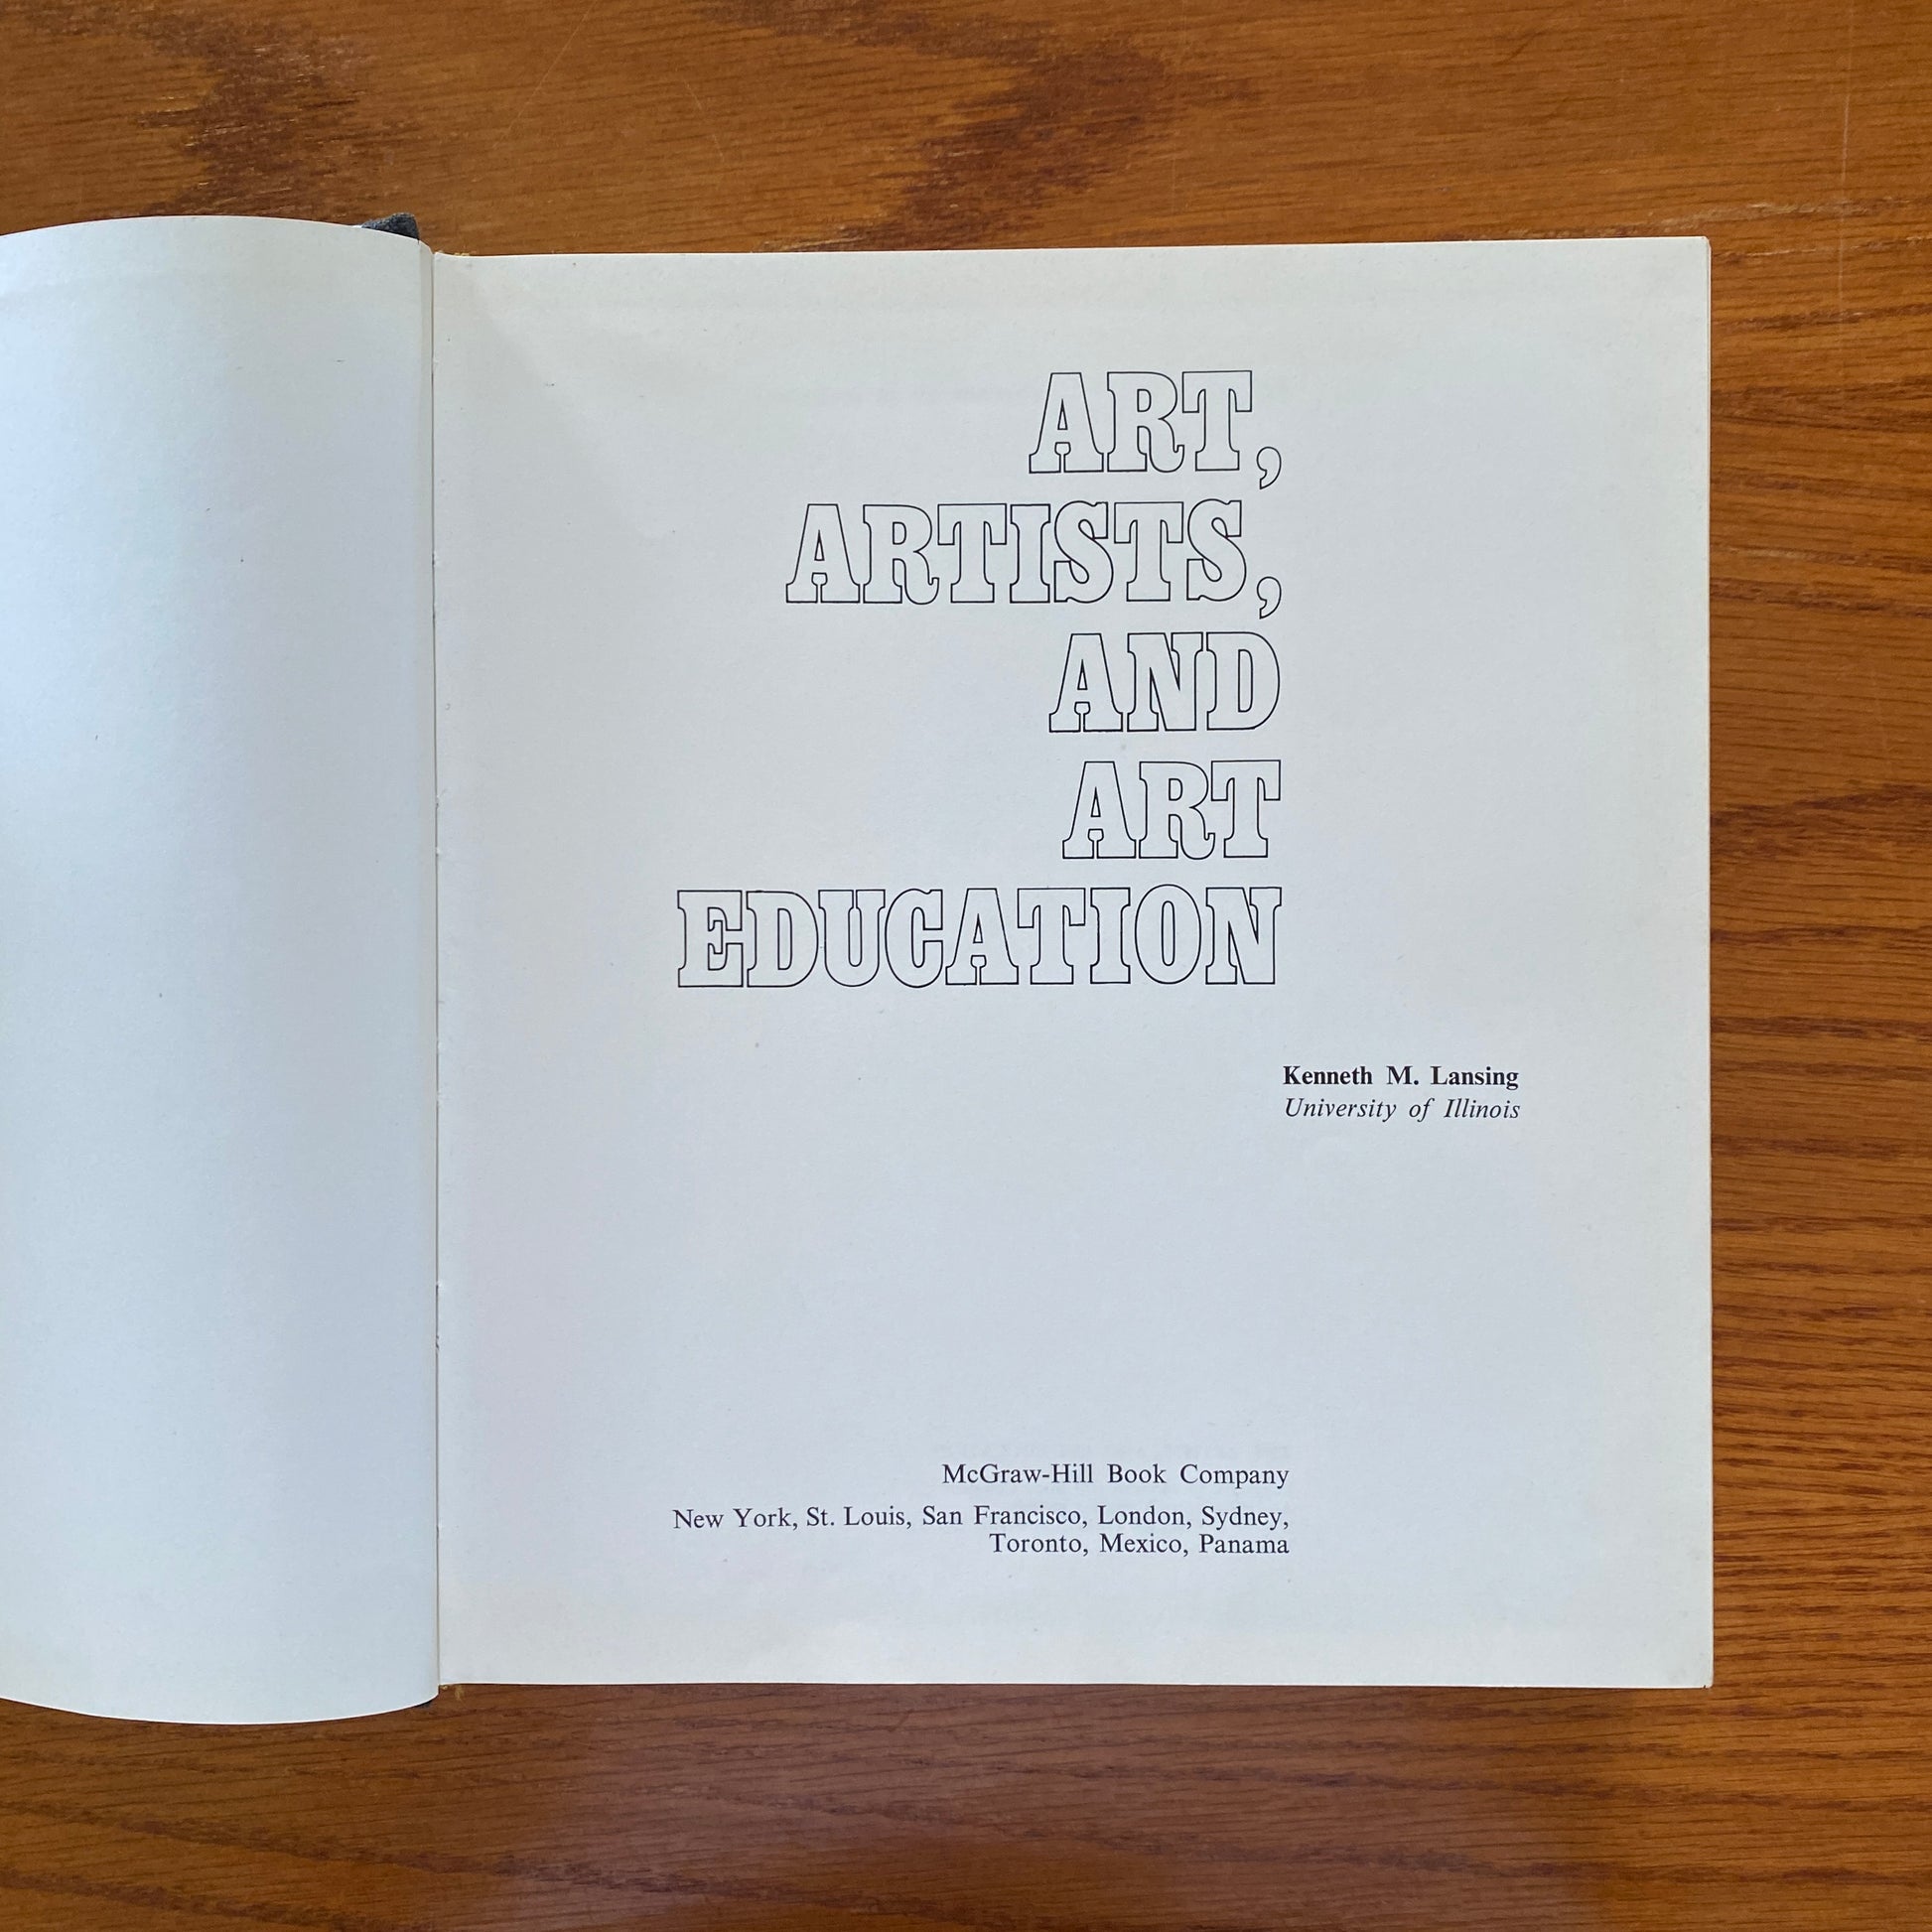 ART,
ARTISTS,
AND
ART
EDUCATION
Kenneth M. Lansing
University of Illinois
McGraw-Hill Book Company
New York, St. Louis, San Francisco, London, Sydney,
Toronto, Mexico, Panama